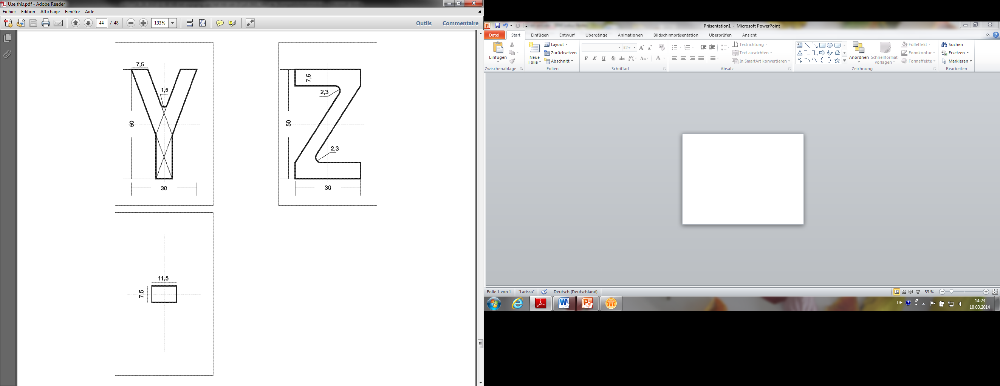 Use this.pdf - Adobe Reader
Fichier Edition Affichage Fenêtre Aide
44 / 48 133% Outils Commentaire
7,5
1,5
50
30
7,5
2,3
50
2,3
30
11,5
7,5
Präsentation1 - Microsoft PowerPoint
Datei Start Einfügen Entwurf Übergänge Animationen Bildschirmpräsentation Überprüfen Ansicht
Einfügen
Zwischenablage
Neue Folie
Layout
Zurücksetzen
Abschnitt
Folien
32+
F K U S abc AV Aa A
Schriftart
Textrichtung
Text ausrichten
In SmartArt konvertieren
Absatz
Anordnen
Schnellformat-
vorlagen
Fülleffekt
Formkontur
Formeffekte
Zeichnung
Suchen
Ersetzen
Markieren
Bearbeiten
Folie 1 von 1 "Larissa" Deutsch (Deutschland) 33 %
DE 14:23
10.03.2014